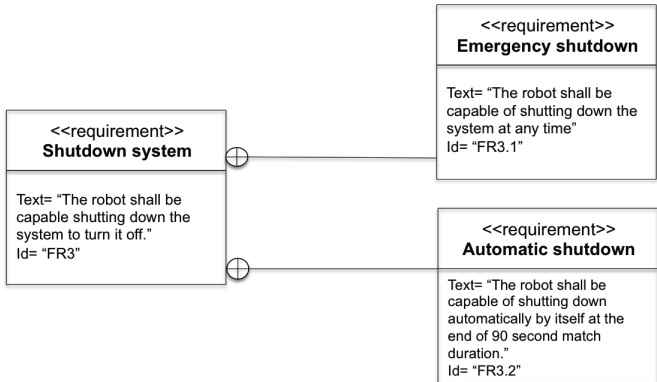 <<requirement>>
Emergency shutdown
Text= “The robot shall be
capable of shutting down the
system at any time”
Id= “FR3.1”
<<requirement>>
Shutdown system
Text= “The robot shall be
capable shutting down the
system to turn it off.”
Id= “FR3”
<<requirement>>
Automatic shutdown
Text= “The robot shall be
capable of shutting down
automatically by itself at the
end of 90 second match
duration.”
Id= “FR3.2”